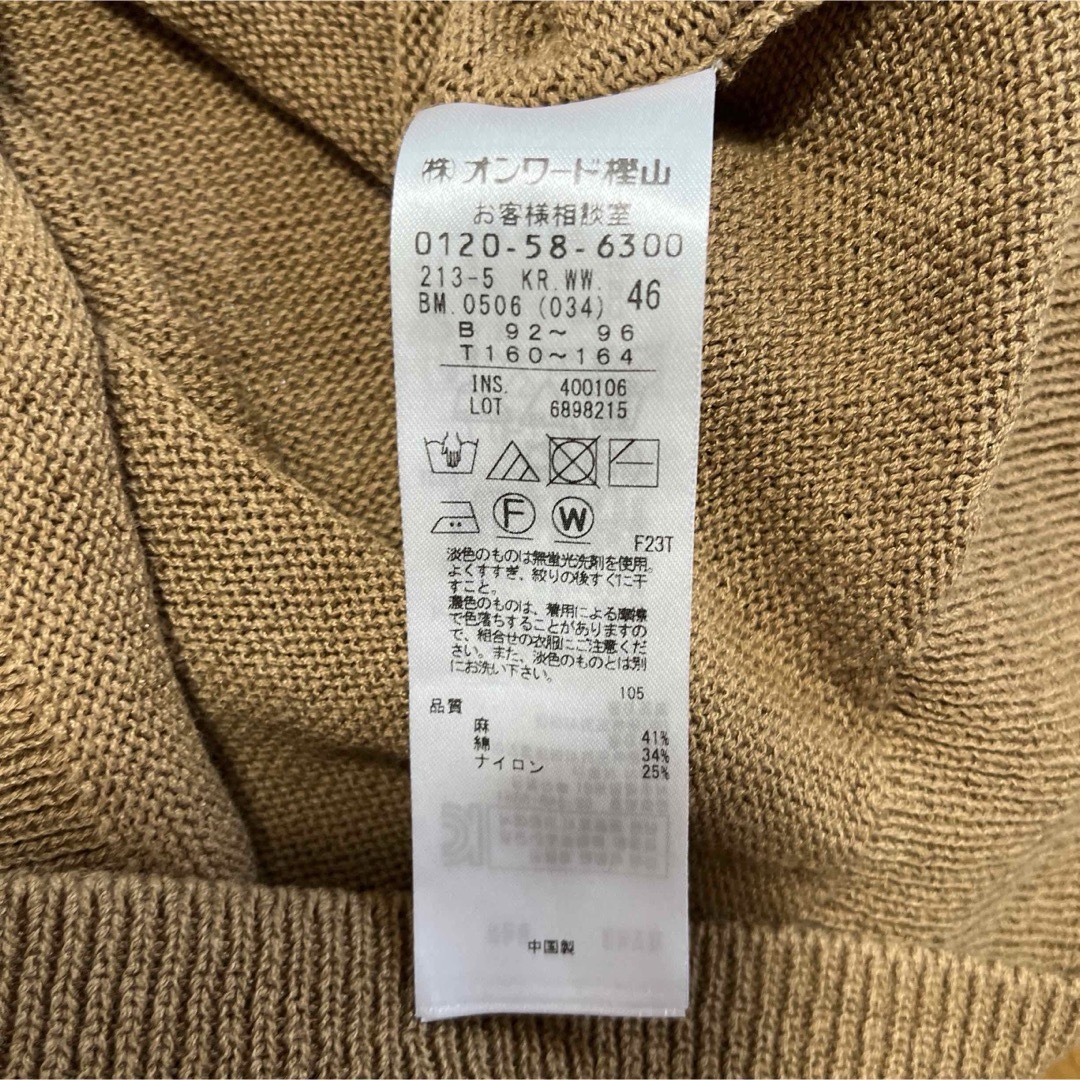 ㈱オンワード樫山
お客様相談室
0120-58-6300
213-5 KR.WW.
BM.0506 (034) 46
B 92～ 96
T160～164
INS. 400106
LOT 6898215
F W
F23T
淡色のものは無蛍光洗剤を使用。
よくすすぎ、絞りの後すぐに干
すこと。
濃色のものは、着用による摩擦
で色落ちすることがありますの
で、組合せの衣服にご注意くだ
さい。また、淡色のものとは別
にお洗い下さい。
105
品質
麻 41%
綿 34%
ナイロン 25%
中国製